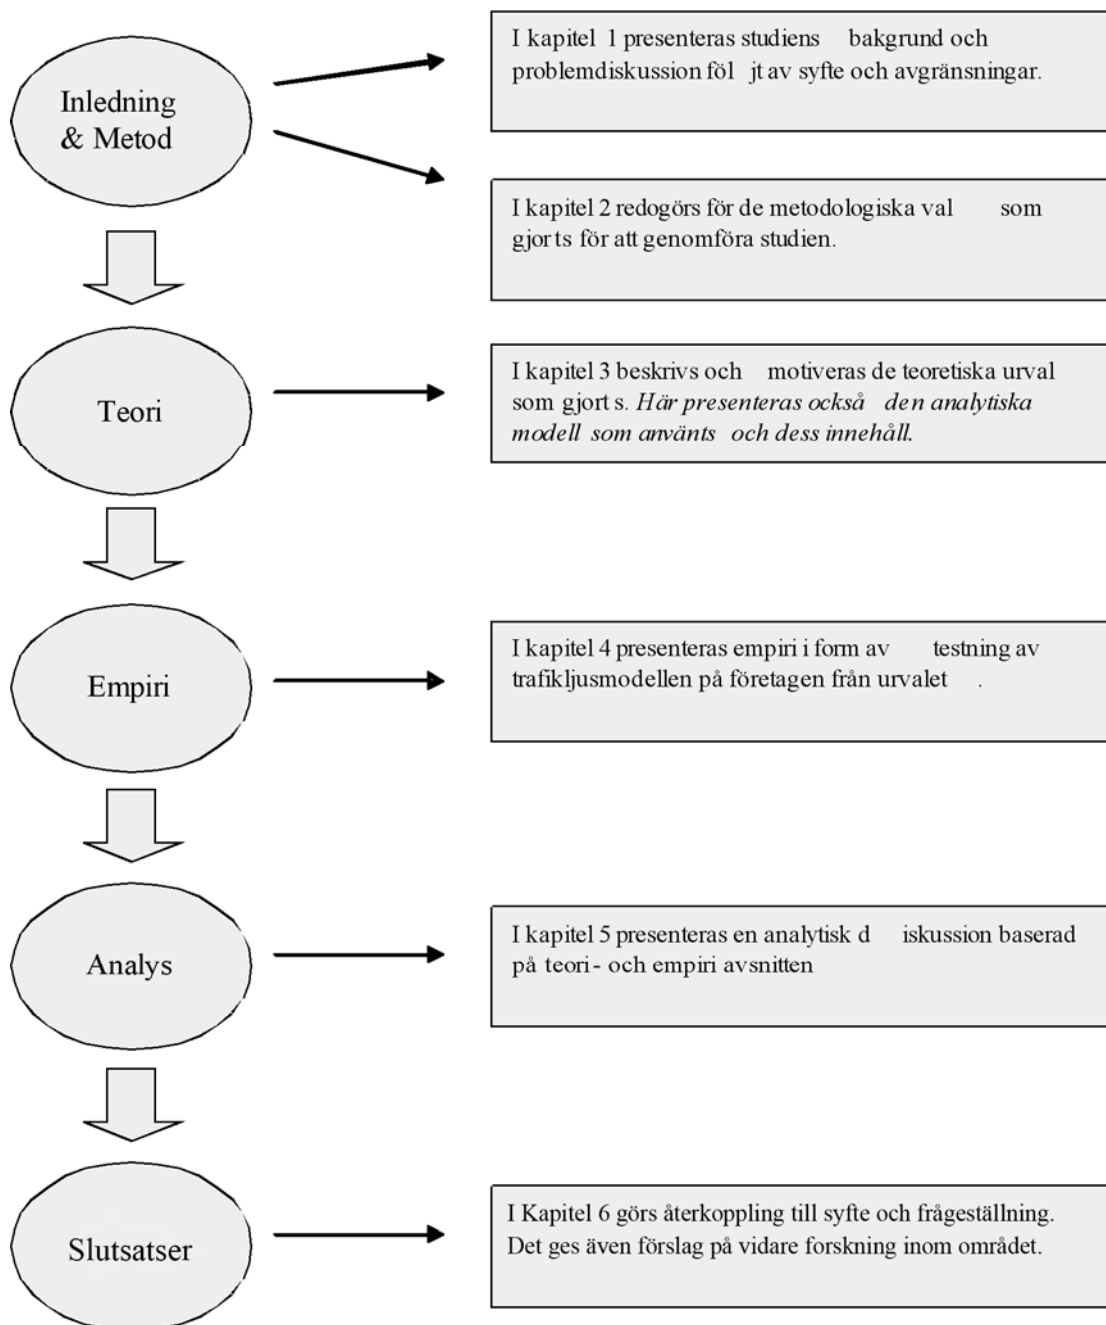 Inledning
& Metod
I kapitel 1 presenteras studiens bakgrund och
problemdiskussion följt av syfte och avgränsningar.
I kapitel 2 redogörs för de metodologiska val som
gjorts för att genomföra studien.
Teori
I kapitel 3 beskrivs och motiveras de teoretiska urval
som gjorts. Här presenteras också den analytiska
modell som använts och dess innehåll.
Empiri
I kapitel 4 presenteras empiri i form av testning av
trafikljusmodellen på företagen från urvalet .
Analys
I kapitel 5 presenteras en analytisk diskussion baserad
på teori- och empiri avsnitten
Slutsatser
I Kapitel 6 görs återkoppling till syfte och frågeställning.
Det ges även förslag på vidare forskning inom området.